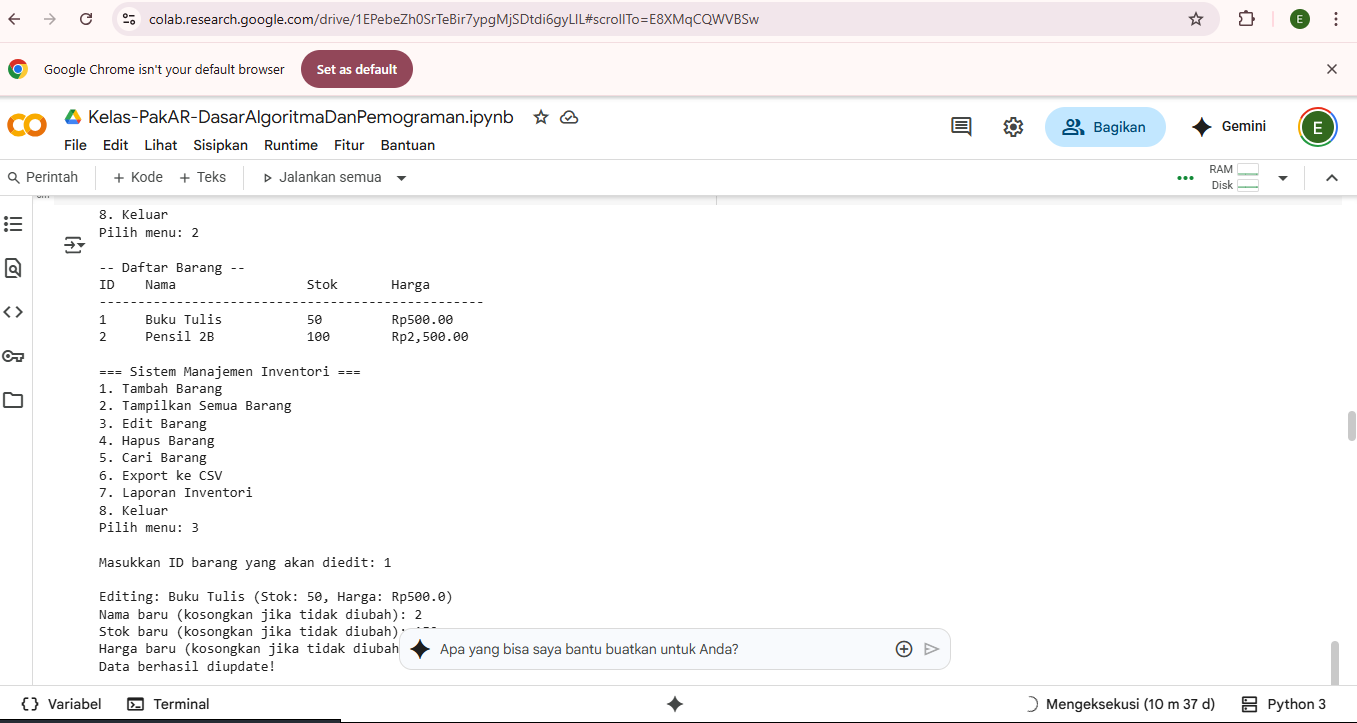 colab.research.google.com/drive/1EPebeZh0SrTeBir7ypgMjSDtdi6gyLlL#scrollTo=E8XMqCQWVBSw
E
Google Chrome isn't your default browser
Set as default
Kelas-PakAR-DasarAlgoritmaDanPemograman.ipynb
File Edit Lihat Sisipkan Runtime Fitur Bantuan
Bagikan
Gemini
E
Perintah
+ Kode
+ Teks
Jalankan semua
RAM
Disk
8. Keluar
Pilih menu: 2
-- Daftar Barang --
ID Nama Stok Harga
--------------------------------------------------
1 Buku Tulis 50 Rp500.00
2 Pensil 2B 100 Rp2,500.00
=== Sistem Manajemen Inventori ===
1. Tambah Barang
2. Tampilkan Semua Barang
3. Edit Barang
4. Hapus Barang
5. Cari Barang
6. Export ke CSV
7. Laporan Inventori
8. Keluar
Pilih menu: 3
Masukkan ID barang yang akan diedit: 1
Editing: Buku Tulis (Stok: 50, Harga: Rp500.0)
Nama baru (kosongkan jika tidak diubah): 2
Stok baru (kosongkan jika tidak diubah):
Harga baru (kosongkan jika tidak diubah
Data berhasil diupdate!
Apa yang bisa saya bantu buatkan untuk Anda?
Variabel
Terminal
Mengeksekusi (10 m 37 d)
Python 3